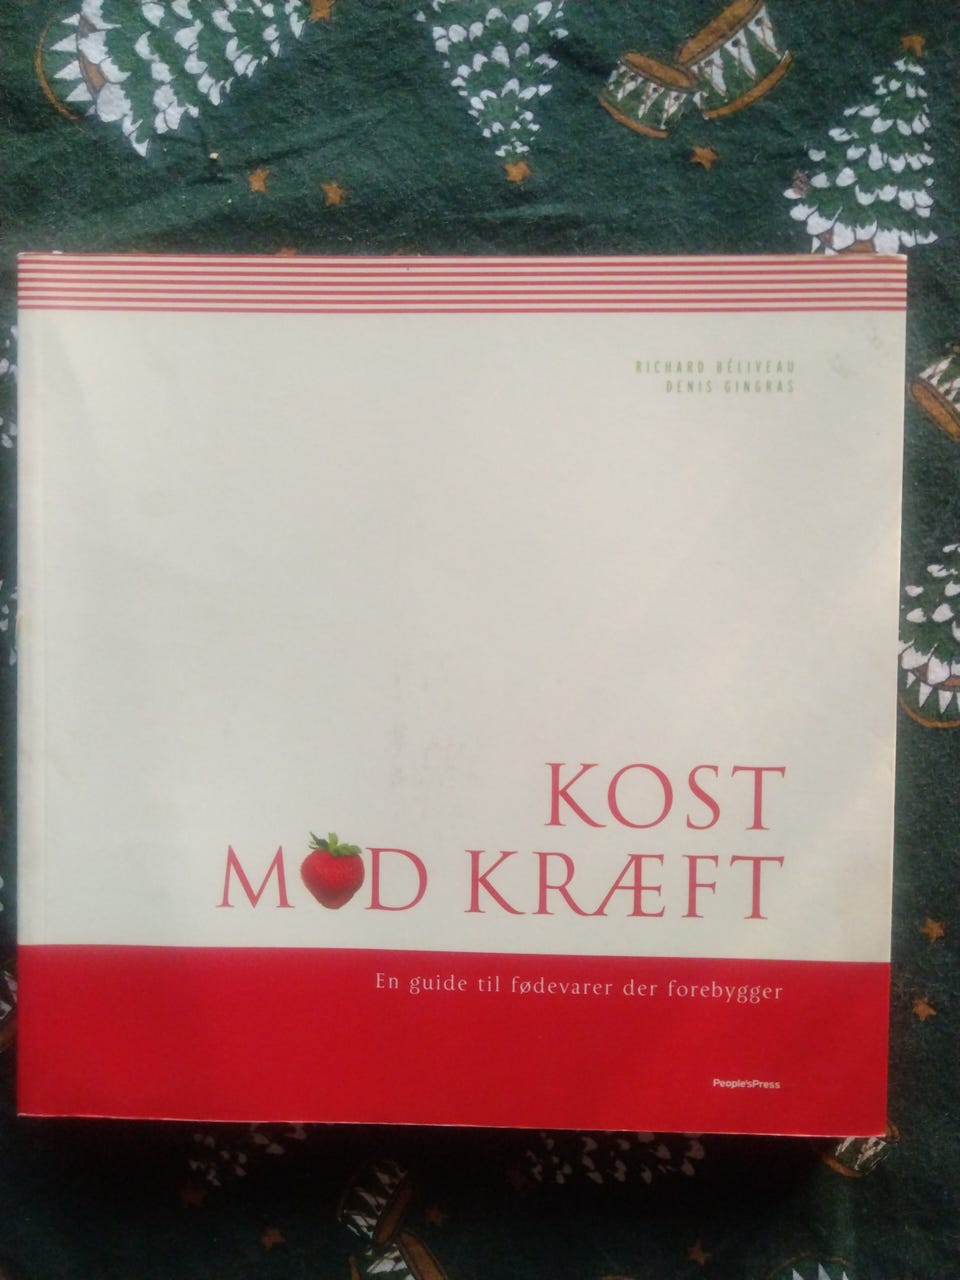 RICHARD BÉLIVEAU
DENIS GINGRAS
KOST
MOD KRÆFT
En guide til fødevarer der forebygger
People'sPress